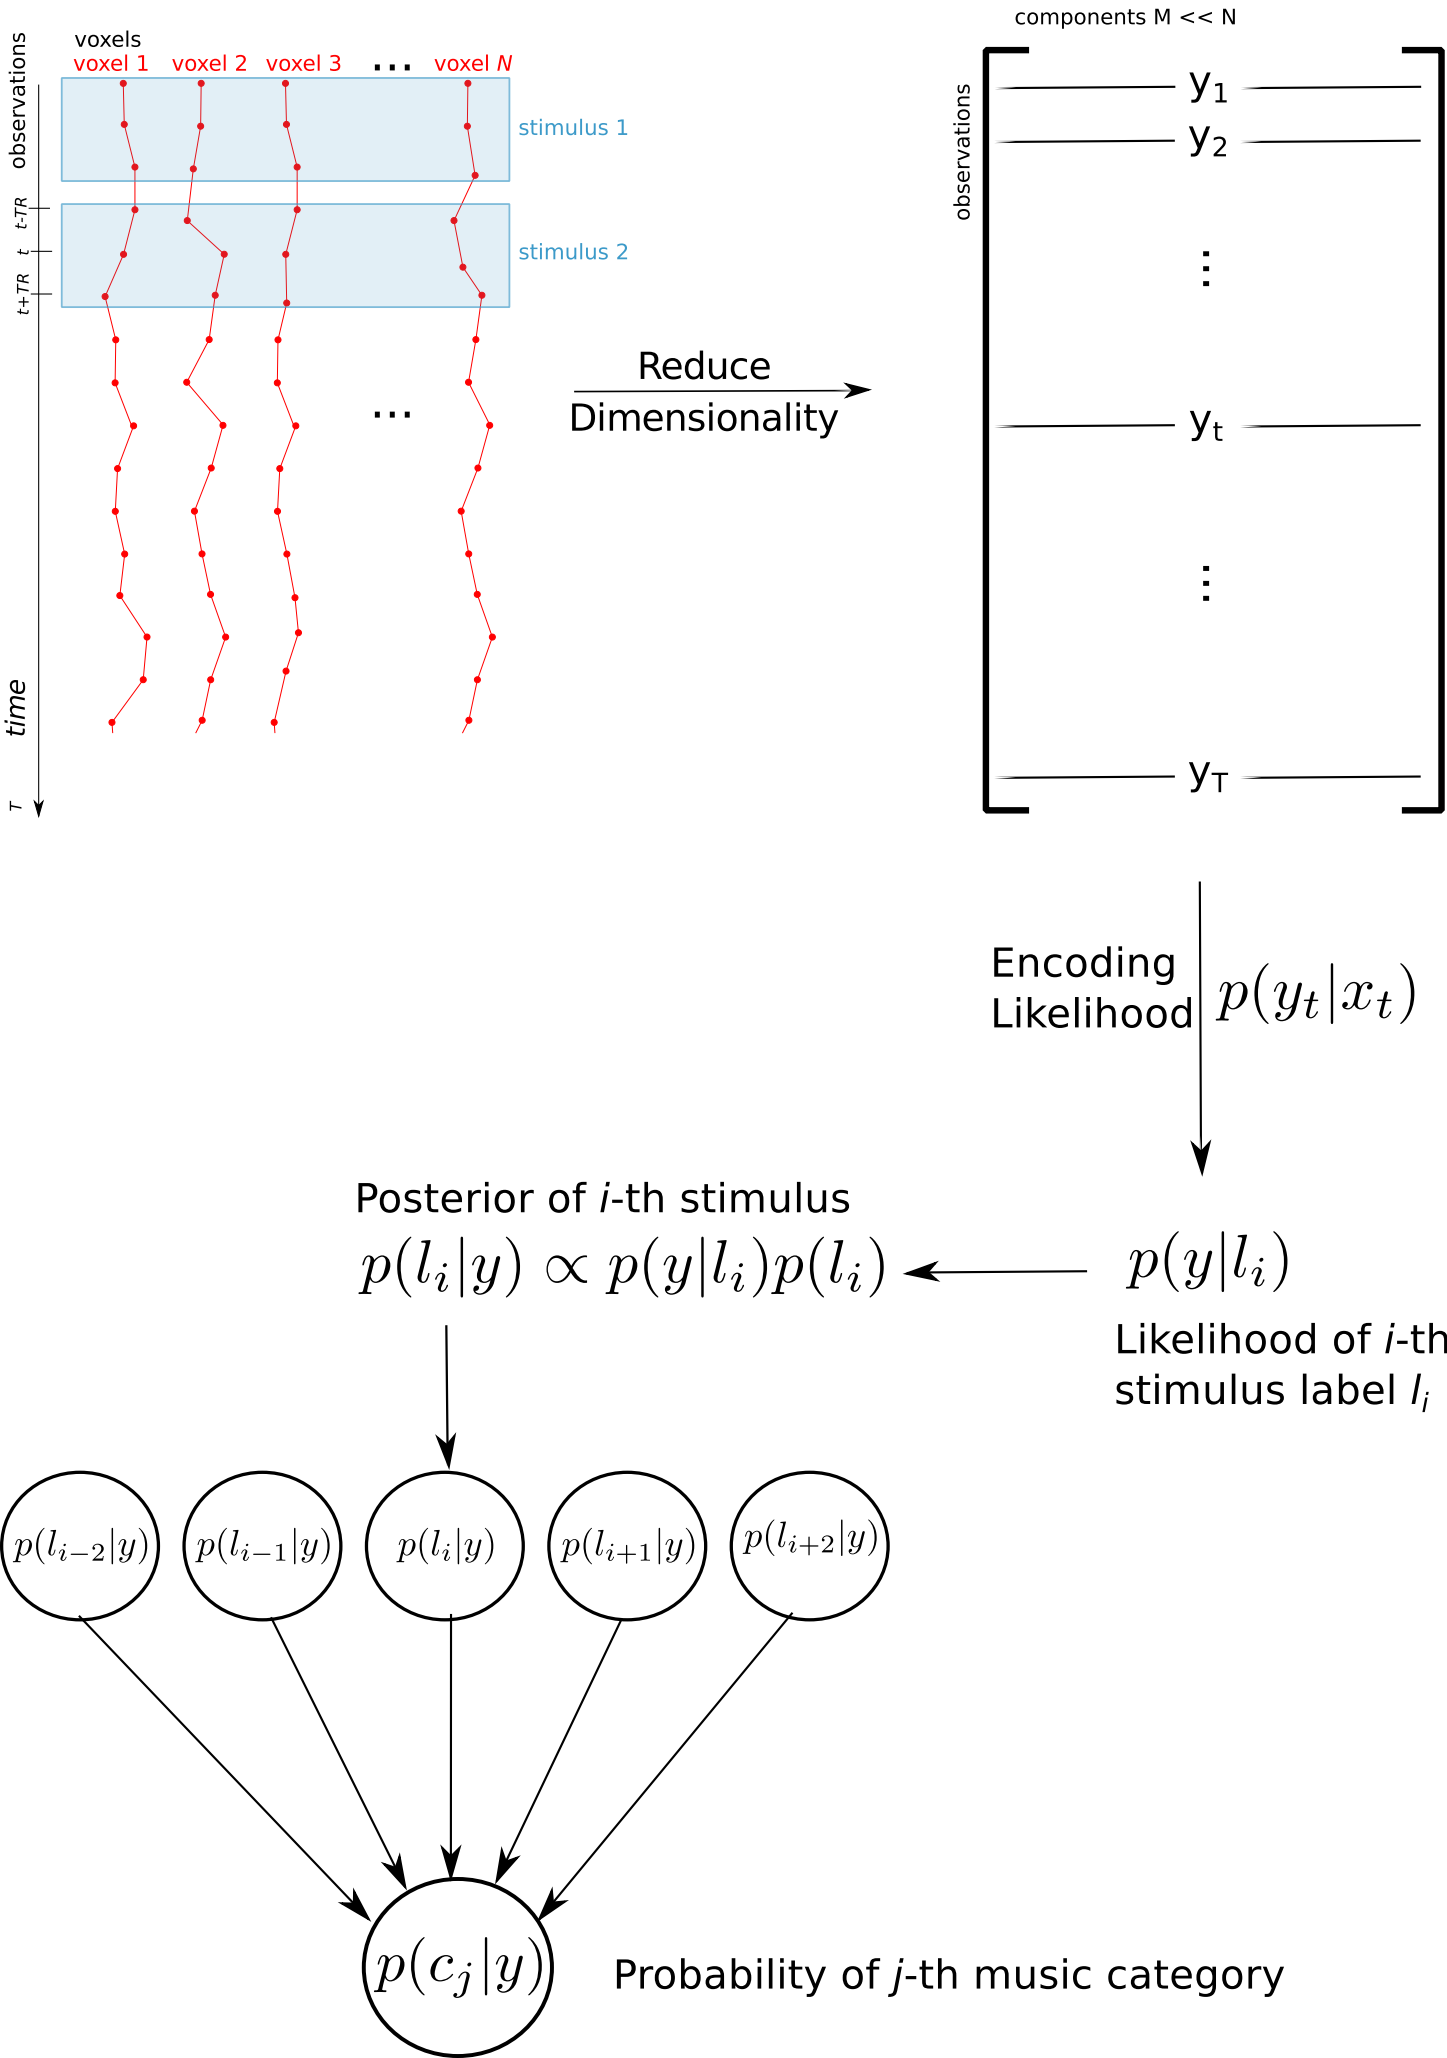 voxels
voxel 1 voxel 2 voxel 3 ... voxel N
observations
stimulus 1
t-TR
t
stimulus 2
t+TR
...
time
T
Reduce
Dimensionality
components M << N
observations
y₁
y₂
⋮
yₜ
⋮
y_T
Encoding
Likelihood
p(yₜ|xₜ)
Posterior of i-th stimulus
p(lᵢ|y) ∝ p(y|lᵢ)p(lᵢ)
p(y|lᵢ)
Likelihood of i-th
stimulus label lᵢ
p(lᵢ₋₂|y) p(lᵢ₋₁|y) p(lᵢ|y) p(lᵢ₊₁|y) p(lᵢ₊₂|y)
p(cⱼ|y)
Probability of j-th music category